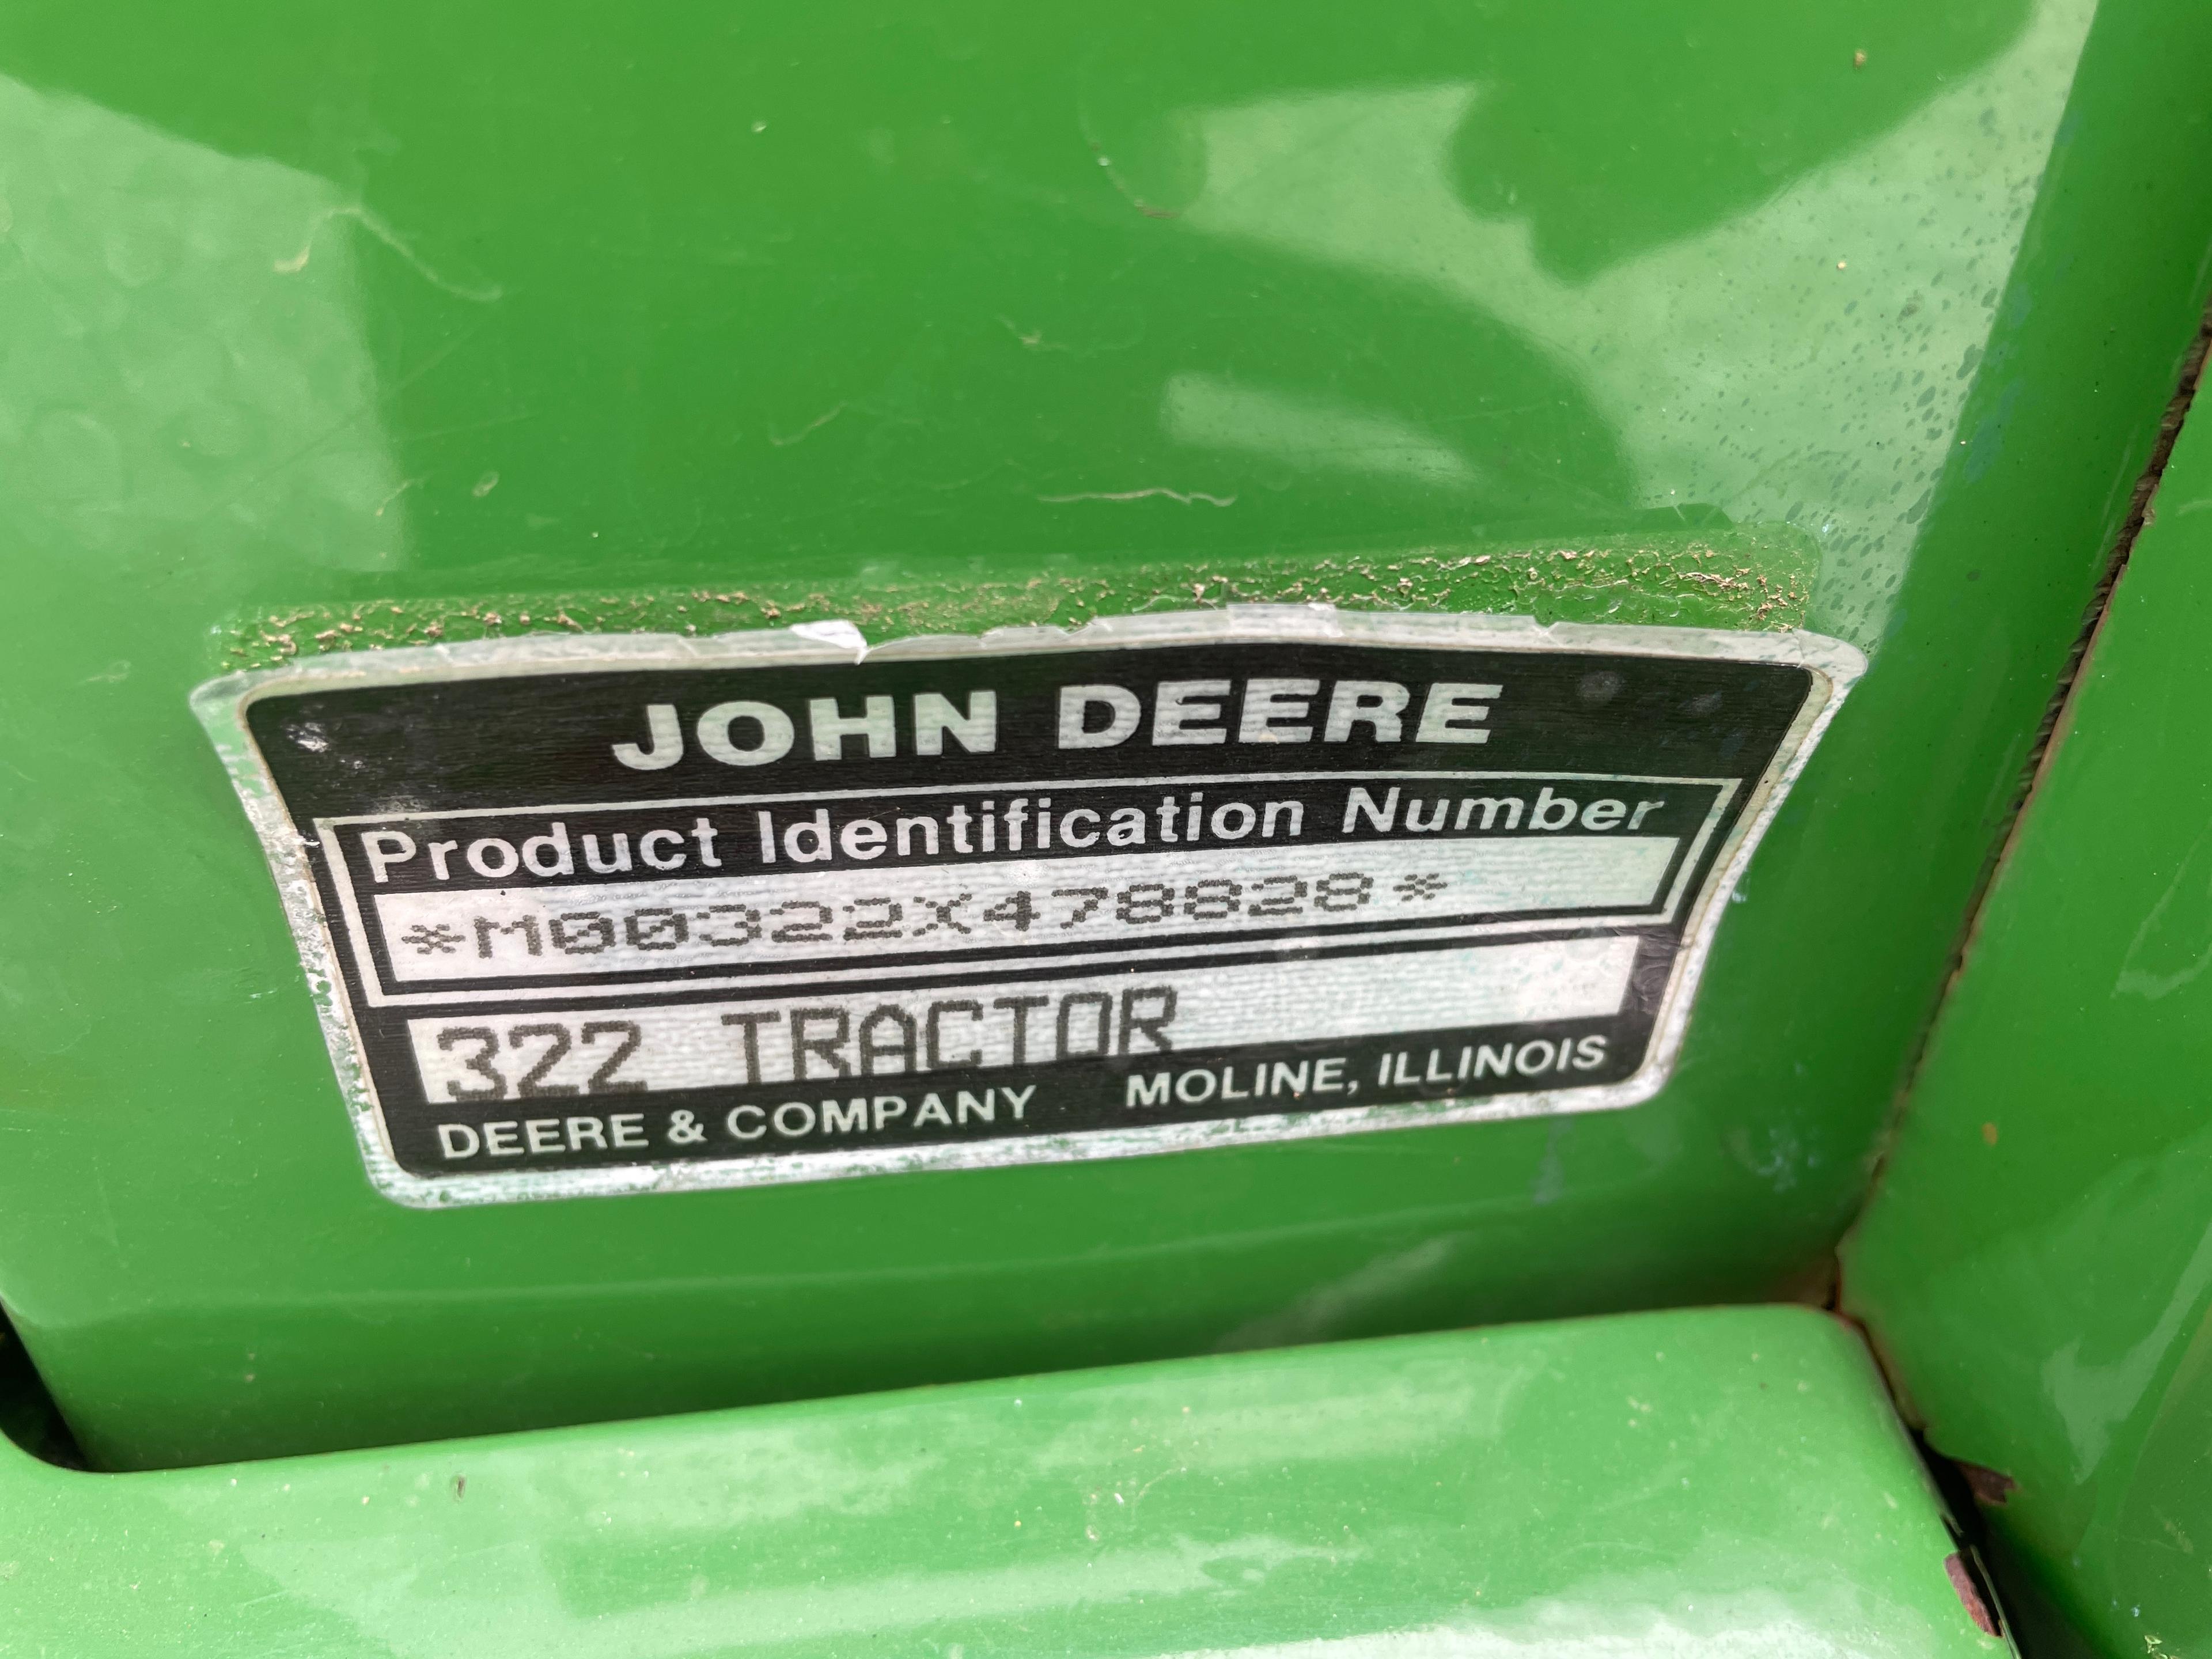 JOHN DEERE
Product Identification Number
*M00322X478828*
322 TRACTOR
DEERE & COMPANY MOLINE, ILLINOIS